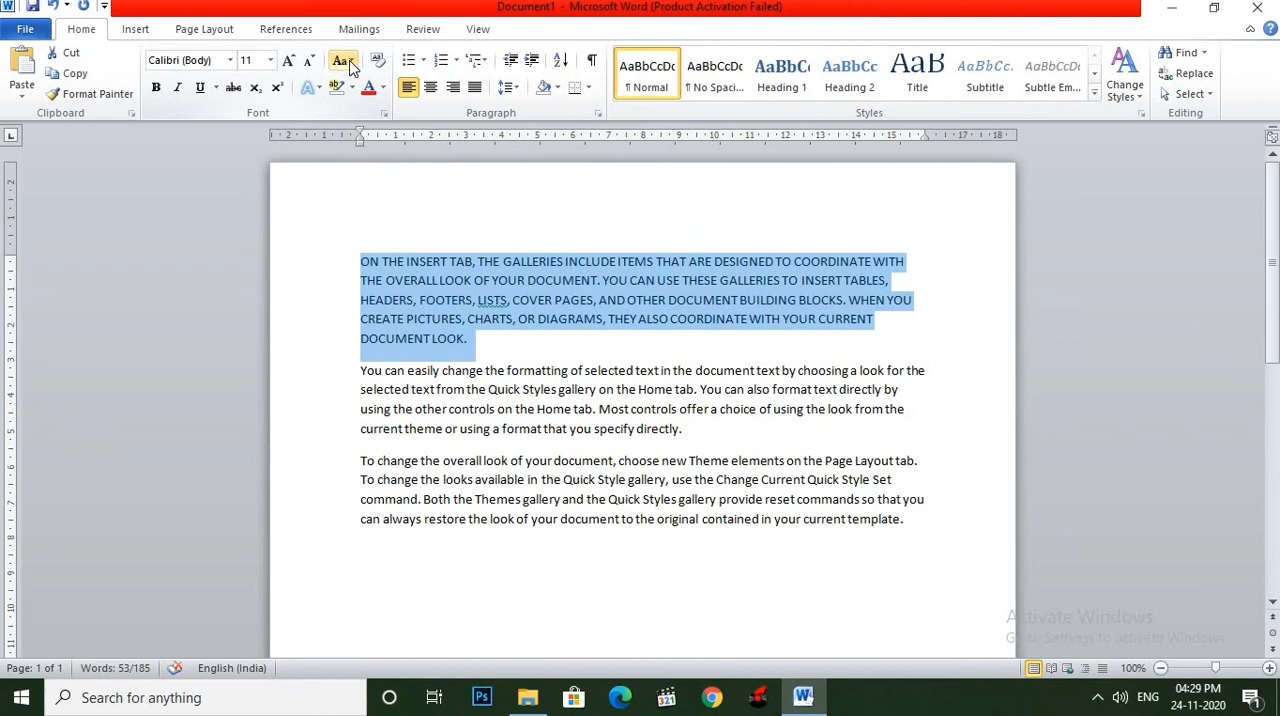 Document1 - Microsoft Word (Product Activation Failed)
File Home Insert Page Layout References Mailings Review View
Cut
Copy
Format Painter
Paste
Clipboard
Calibri (Body) 11
Font
Paragraph
AaBbCcDc AaBbCcDc AaBbC AaBbCc AaB AaBbCcL AaBbCcDc
¶ Normal ¶ No Spaci... Heading 1 Heading 2 Title Subtitle Subtle Em...
Change Styles
Styles
Find
Replace
Select
Editing
ON THE INSERT TAB, THE GALLERIES INCLUDE ITEMS THAT ARE DESIGNED TO COORDINATE WITH
THE OVERALL LOOK OF YOUR DOCUMENT. YOU CAN USE THESE GALLERIES TO INSERT TABLES,
HEADERS, FOOTERS, LISTS, COVER PAGES, AND OTHER DOCUMENT BUILDING BLOCKS. WHEN YOU
CREATE PICTURES, CHARTS, OR DIAGRAMS, THEY ALSO COORDINATE WITH YOUR CURRENT
DOCUMENT LOOK.
You can easily change the formatting of selected text in the document text by choosing a look for the
selected text from the Quick Styles gallery on the Home tab. You can also format text directly by
using the other controls on the Home tab. Most controls offer a choice of using the look from the
current theme or using a format that you specify directly.
To change the overall look of your document, choose new Theme elements on the Page Layout tab.
To change the looks available in the Quick Style gallery, use the Change Current Quick Style Set
command. Both the Themes gallery and the Quick Styles gallery provide reset commands so that you
can always restore the look of your document to the original contained in your current template.
Activate Windows
Go to Settings to activate Windows
Page: 1 of 1 Words: 53/185 English (India) 100%
Search for anything
ENG
04:29 PM
24-11-2020